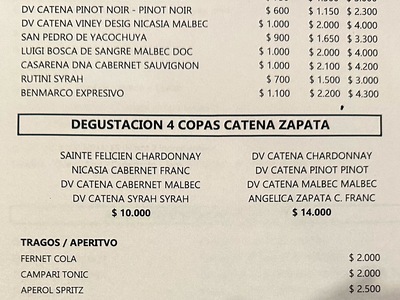 DV CATENA PINOT NOIR - PINOT NOIR $ 600 $ 1.150 $ 2.300
DV CATENA VINEY DESIG NICASIA MALBEC $ 1.000 $ 2.000 $ 4.000
SAN PEDRO DE YACOCHUYA $ 900 $ 1.650 $ 3.300
LUIGI BOSCA DE SANGRE MALBEC DOC $ 1.000 $ 2.000 $ 4.000
CASARENA DNA CABERNET SAUVIGNON $ 1.000 $ 2.100 $ 4.200
RUTINI SYRAH $ 700 $ 1.500 $ 3.000
BENMARCO EXPRESIVO $ 1.100 $ 2.200 $ 4.300
DEGUSTACION 4 COPAS CATENA ZAPATA
SAINTE FELICIEN CHARDONNAY DV CATENA CHARDONNAY
NICASIA CABERNET FRANC DV CATENA PINOT PINOT
DV CATENA CABERNET MALBEC DV CATENA MALBEC MALBEC
DV CATENA SYRAH SYRAH ANGELICA ZAPATA C. FRANC
$ 10.000 $ 14.000
TRAGOS / APERITVO
FERNET COLA $ 2.000
CAMPARI TONIC $ 2.000
APEROL SPRITZ $ 2.500